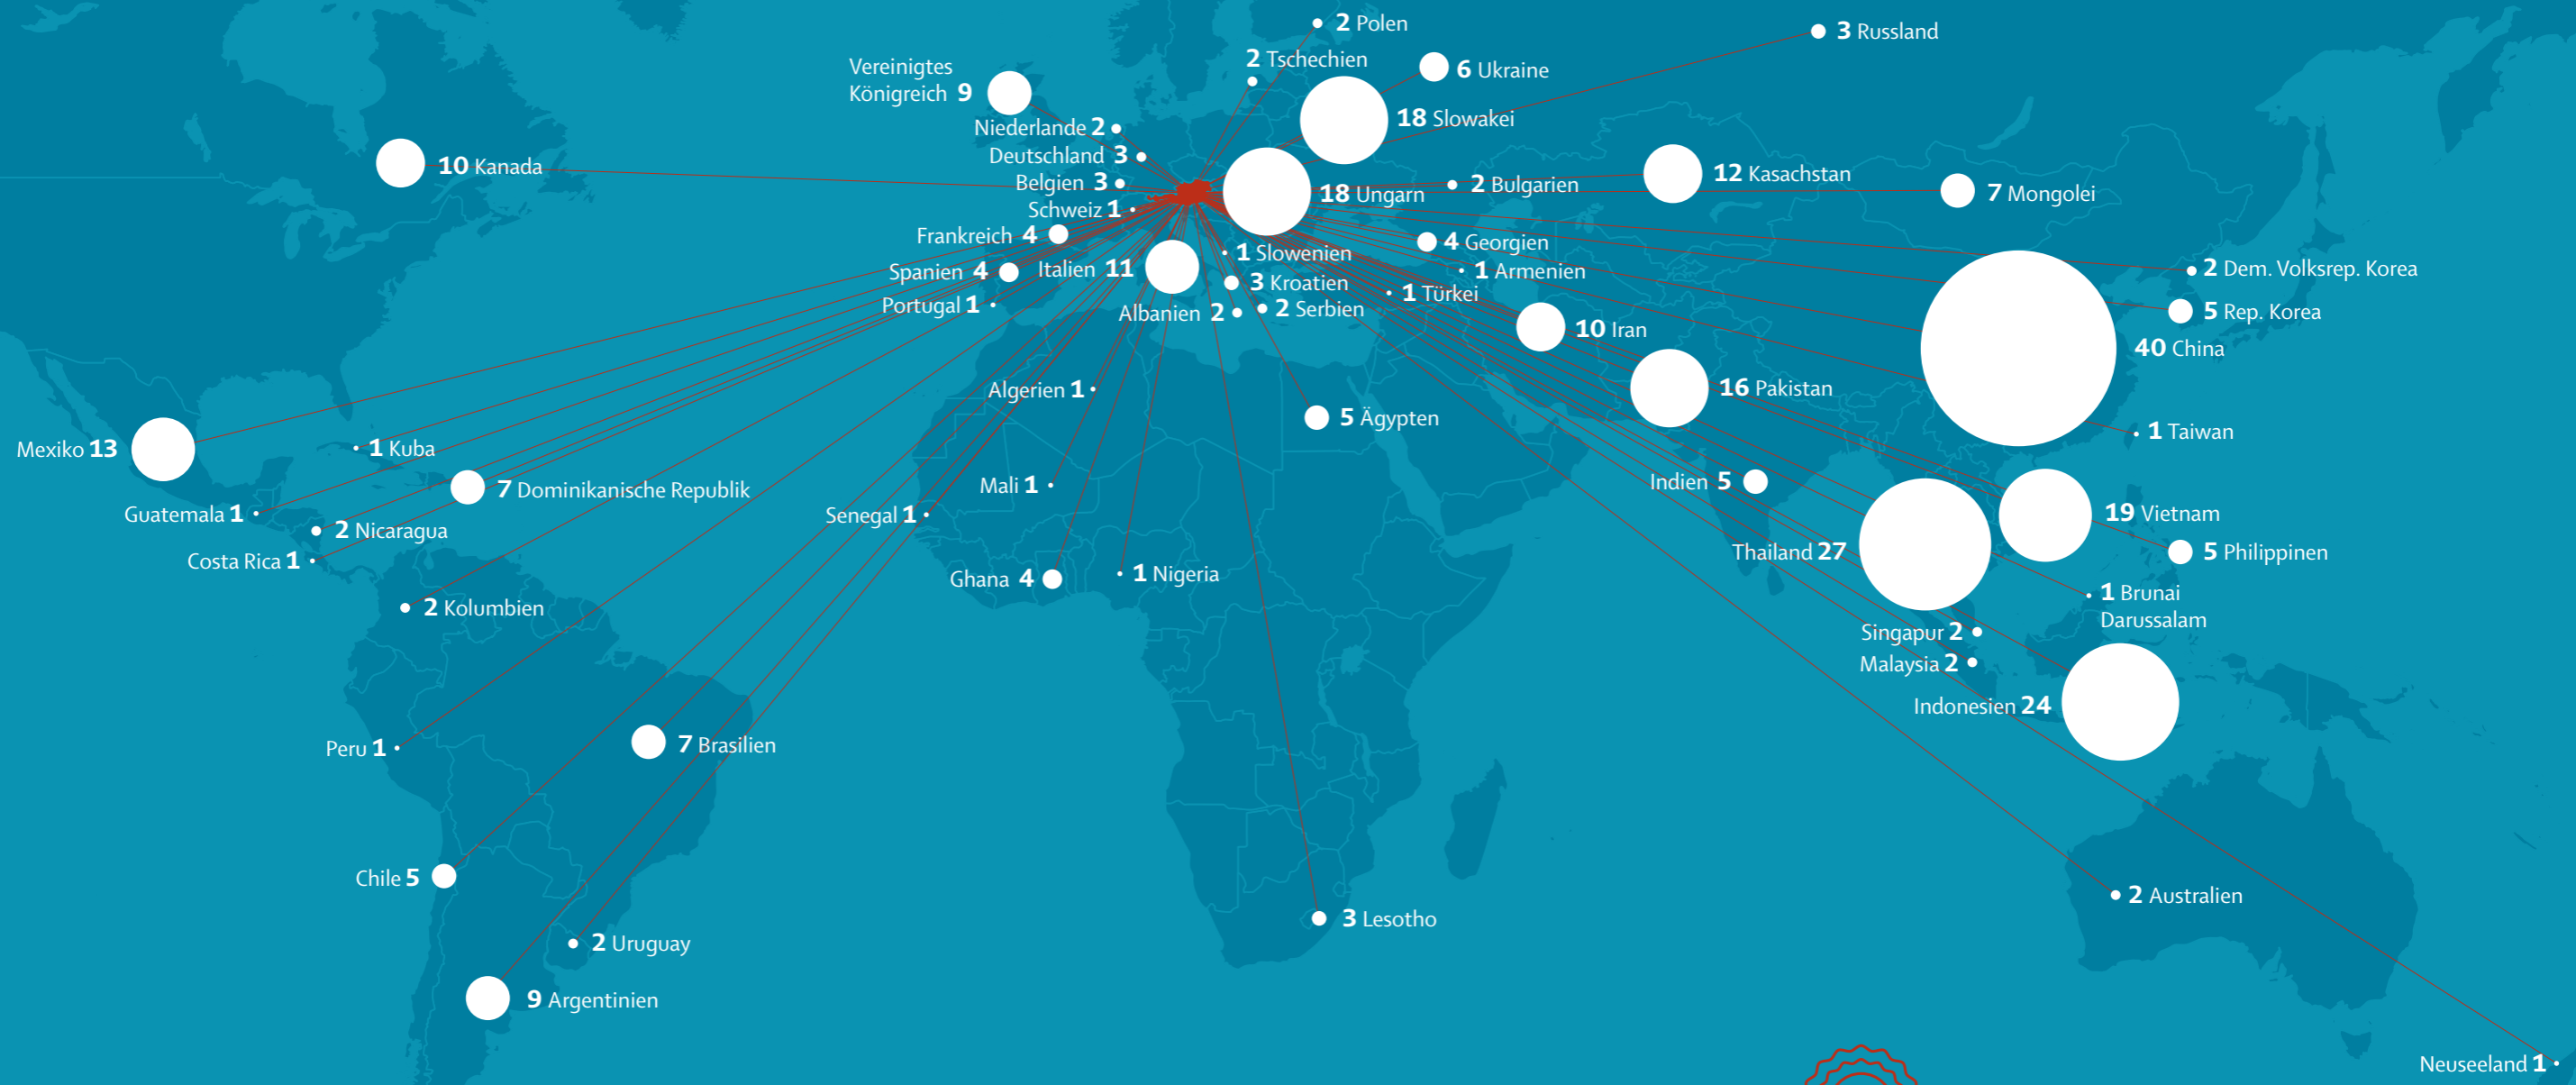 2 Polen
3 Russland
2 Tschechien
Vereinigtes
Königreich 9
6 Ukraine
18 Slowakei
Niederlande 2
Deutschland 3
10 Kanada
Belgien 3
18 Ungarn
2 Bulgarien
12 Kasachstan
7 Mongolei
Schweiz 1
Frankreich 4
4 Georgien
1 Slowenien
Spanien 4
Italien 11
1 Armenien
2 Dem. Volksrep. Korea
3 Kroatien
1 Türkei
Portugal 1
Albanien 2
2 Serbien
5 Rep. Korea
10 Iran
40 China
Algerien 1
16 Pakistan
5 Ägypten
1 Taiwan
Mexiko 13
1 Kuba
7 Dominikanische Republik
Mali 1
Indien 5
Guatemala 1
Senegal 1
19 Vietnam
2 Nicaragua
Costa Rica 1
Thailand 27
5 Philippinen
Ghana 4
1 Nigeria
1 Brunai
Darussalam
2 Kolumbien
Singapur 2
Malaysia 2
Indonesien 24
Peru 1
7 Brasilien
Chile 5
2 Australien
3 Lesotho
2 Uruguay
9 Argentinien
Neuseeland 1